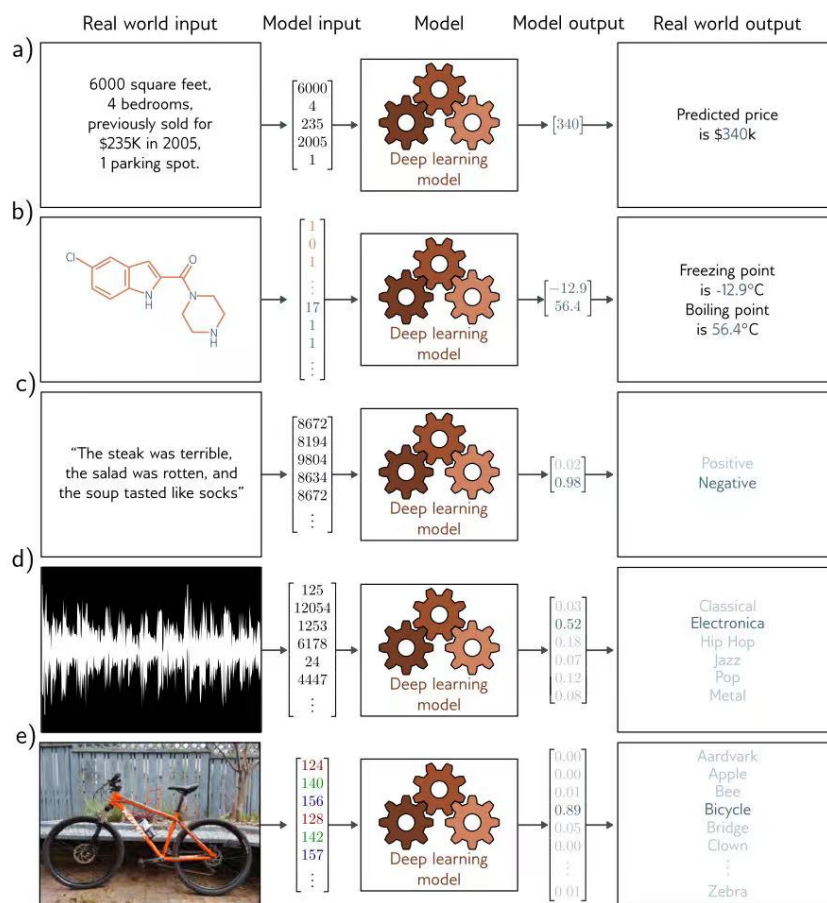 Real world input Model input Model Model output Real world output
a)
6000 square feet,
4 bedrooms,
previously sold for
$235K in 2005,
1 parking spot.
6000
4
235
2005
1
Deep learning
model
[340]
Predicted price
is $340k
b)
Cl
O
N
N
H
N
H
1
0
1
⋮
17
1
1
⋮
Deep learning
model
−12.9
56.4
Freezing point
is -12.9°C
Boiling point
is 56.4°C
c)
“The steak was terrible,
the salad was rotten, and
the soup tasted like socks”
8672
8194
9804
8634
8672
⋮
Deep learning
model
0.02
0.98
Positive
Negative
d)
125
12054
1253
6178
24
4447
⋮
Deep learning
model
0.03
0.52
0.18
0.07
0.12
0.08
Classical
Electronica
Hip Hop
Jazz
Pop
Metal
e)
124
140
156
128
142
157
⋮
Deep learning
model
0.00
0.00
0.01
0.89
0.05
0.00
⋮
0.01
Aardvark
Apple
Bee
Bicycle
Bridge
Clown
⋮
Zebra